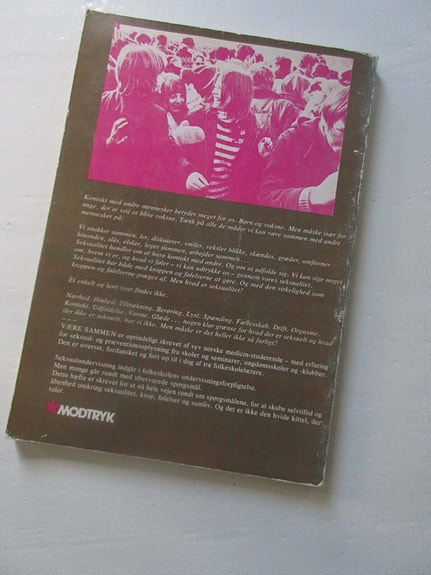 Kontakt med andre mennesker betyder meget for os. Børn og voksne. Men måske især for
unge, der er ved at blive voksne. Tænk på alle de måder vi kan være sammen med andre
mennesker på:
Vi snakker sammen, ler, diskuterer, smiler, veksler blikke, skændes, græder, omfavner
hinanden, slås, elsker, leger sammen, arbejder sammen . . .
Seksualitet handler om at have kontakt med andre. Og om at udfolde sig. Vi kan sige noget
om, hvem vi er, og hvad vi føler – vi kan udtrykke os – gennem vores seksualitet.
Seksualitet har både med kroppen og følelserne at gøre. Og med den virkelighed som
kroppen og følelserne præges af. Men hvad er seksualitet?
Et enkelt og kort svar findes ikke.
Nærhed. Ømhed. Tiltrækning. Berøring. Lyst. Spænding. Fællesskab. Drift. Orgasme.
Kontakt. Udfoldelse. Varme. Glæde . . . nogen klar grænse for hvad der er seksuelt og hvad
der ikke er seksuelt, har vi ikke. Men måske er det heller ikke så farligt?
VÆRE SAMMEN er oprindeligt skrevet af syv norske medicin-studerende – med erfaring
for seksual- og præventionsoplysning fra skoler og seminarer, ungdomsskoler og -klubber.
Den er oversat, fordansket og ført up til i dag af tre folkeskolelærere.
Seksualundervisning indgår i folkeskolens undervisningsforpligtelse.
Men mange går rundt med ubesvarede spørgsmål.
Dette hæfte er skrevet for at nå hele vejen rundt om spørgsmålene, for at skabe selvtillid og
åbenhed omkring seksualitet, krop, følelser og samliv. Og det er ikke den hvide kittel, der
taler.
MODTRYK